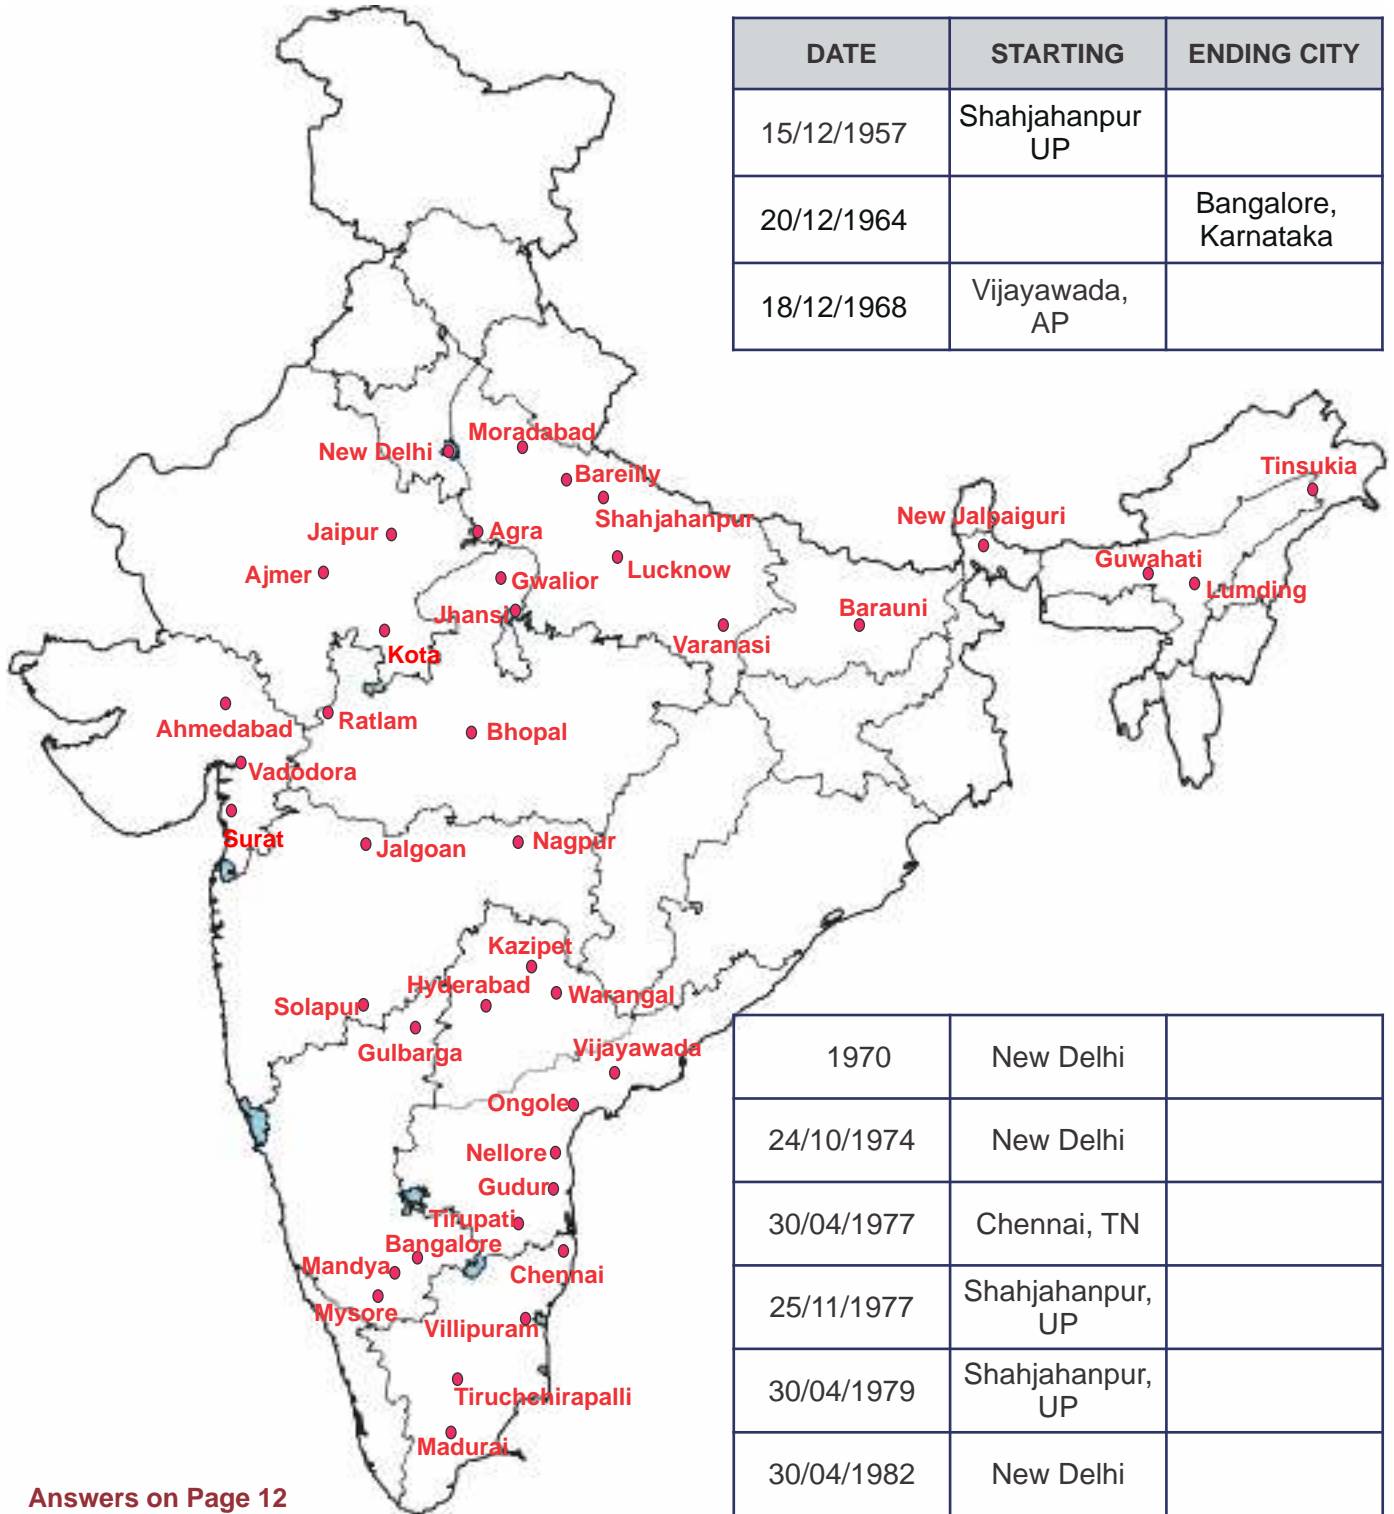 DATE STARTING ENDING CITY
15/12/1957 Shahjahanpur
UP
20/12/1964 Bangalore,
Karnataka
18/12/1968 Vijayawada,
AP
Moradabad
New Delhi
Bareilly
Tinsukia
Shahjahanpur
New Jalpaiguri
Jaipur
Agra
Guwahati
Lucknow
Ajmer
Gwalior
Lumding
Jhansi
Barauni
Varanasi
Kota
Ratlam
Ahmedabad
Bhopal
Vadodora
Surat
Jalgoan
Nagpur
Kazipet
Hyderabad
Warangal
Solapur
Gulbarga
Vijayawada
Ongole
Nellore
Gudur
Tirupati
Bangalore
Mandya
Chennai
Mysore
Villipuram
Tiruchchirapalli
Madurai
1970 New Delhi
24/10/1974 New Delhi
30/04/1977 Chennai, TN
25/11/1977 Shahjahanpur,
UP
30/04/1979 Shahjahanpur,
UP
30/04/1982 New Delhi
Answers on Page 12